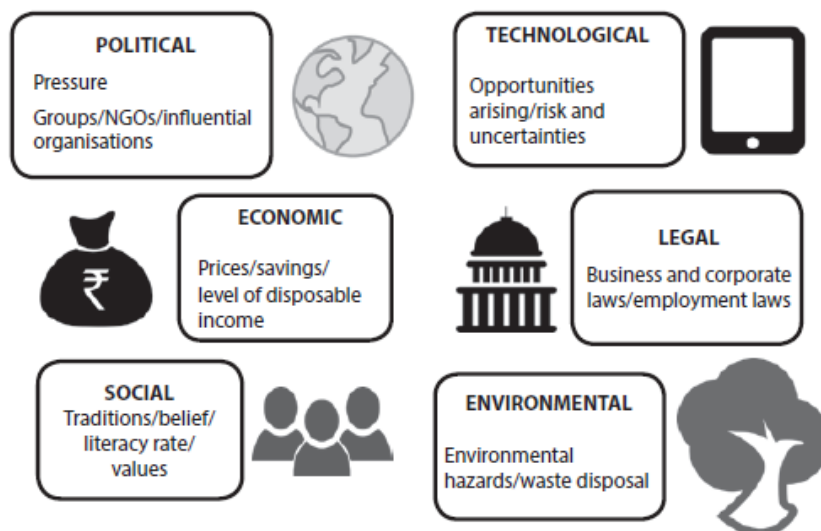 POLITICAL
Pressure
Groups/NGOs/influential
organisations
TECHNOLOGICAL
Opportunities
arising/risk and
uncertainties
₹
ECONOMIC
Prices/savings/
level of disposable
income
LEGAL
Business and corporate
laws/employment laws
SOCIAL
Traditions/belief/
literacy rate/
values
ENVIRONMENTAL
Environmental
hazards/waste disposal